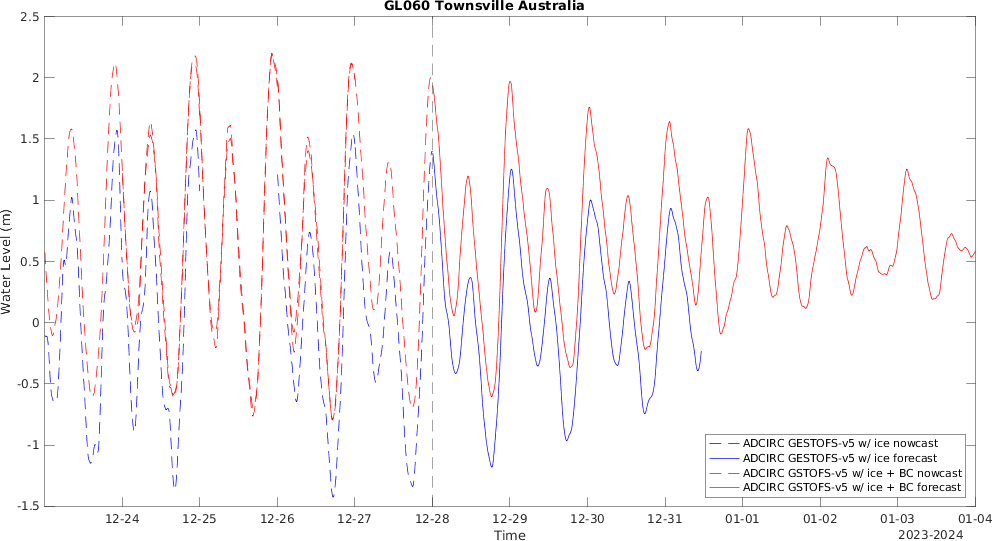 GL060 Townsville Australia
Water Level (m)
2.5
2
1.5
1
0.5
0
-0.5
-1
-1.5
ADCIRC GESTOFS-v5 w/ ice nowcast
ADCIRC GESTOFS-v5 w/ ice forecast
ADCIRC GSTOFS-v5 w/ ice + BC nowcast
ADCIRC GSTOFS-v5 w/ ice + BC forecast
12-24 12-25 12-26 12-27 12-28 12-29 12-30 12-31 01-01 01-02 01-03 01-04
Time
2023-2024